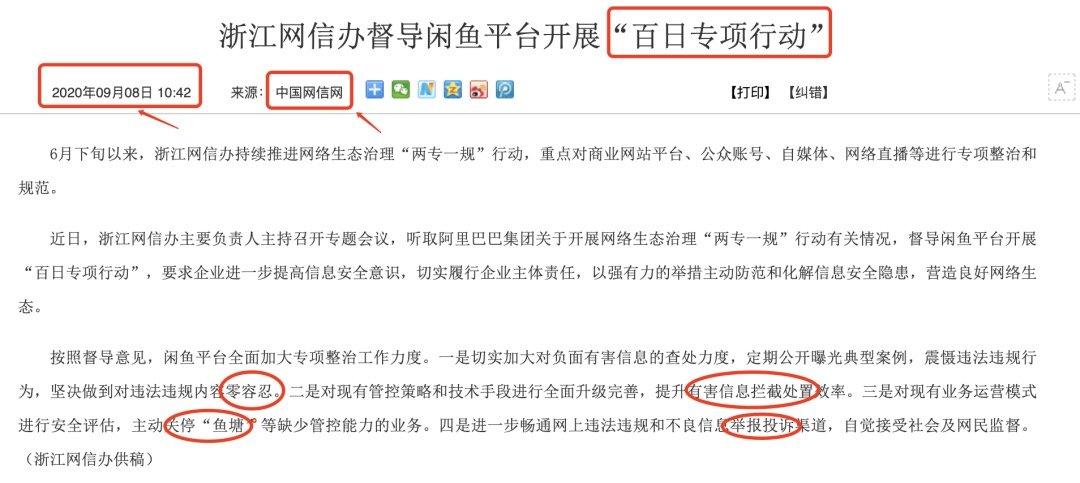 浙江网信办督导闲鱼平台开展“百日专项行动”
2020年09月08日 10:42 来源：中国网信网 【打印】【纠错】 A-
6月下旬以来，浙江网信办持续推进网络生态治理“两专一规”行动，重点对商业网站平台、公众账号、自媒体、网络直播等进行专项整治和
规范。
近日，浙江网信办主要负责人主持召开专题会议，听取阿里巴巴集团关于开展网络生态治理“两专一规”行动有关情况，督导闲鱼平台开展
“百日专项行动”，要求企业进一步提高信息安全意识，切实履行企业主体责任，以强有力的举措主动防范和化解信息安全隐患，营造良好网络生
态。
按照督导意见，闲鱼平台全面加大专项整治工作力度。一是切实加大对负面有害信息的查处力度，定期公开曝光典型案例，震慑违法违规行
为，坚决做到对违法违规内容零容忍。二是对现有管控策略和技术手段进行全面升级完善，提升有害信息拦截处置效率。三是对现有业务运营模式
进行安全评估，主动关停“鱼塘”等缺少管控能力的业务。四是进一步畅通网上违法违规和不良信息举报投诉渠道，自觉接受社会及网民监督。
（浙江网信办供稿）